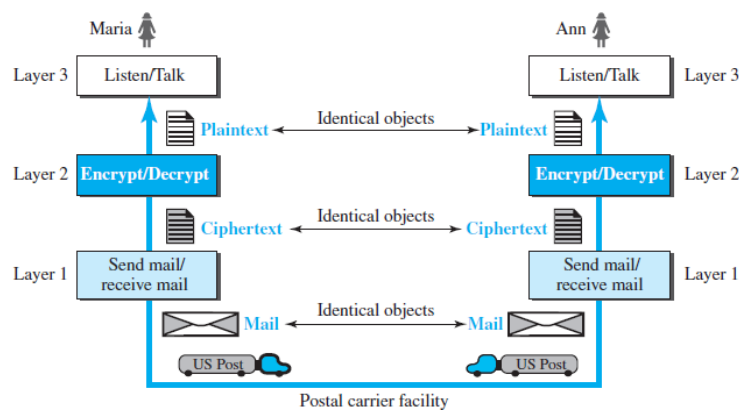 Maria
Ann
Layer 3
Listen/Talk
Listen/Talk
Layer 3
Identical objects
Plaintext
Plaintext
Layer 2
Encrypt/Decrypt
Encrypt/Decrypt
Layer 2
Identical objects
Ciphertext
Ciphertext
Layer 1
Send mail/
receive mail
Send mail/
receive mail
Layer 1
Identical objects
Mail
Mail
US Post
US Post
Postal carrier facility